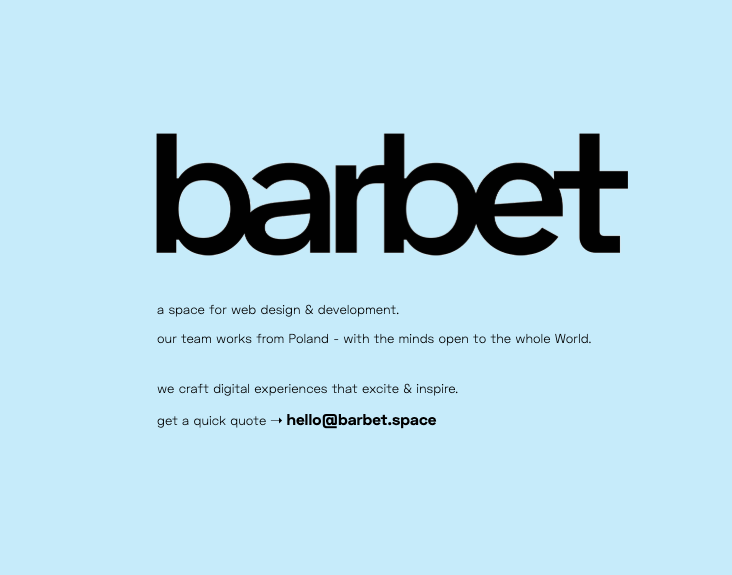 barbet
a space for web design & development.
our team works from Poland - with the minds open to the whole World.
we craft digital experiences that excite & inspire.
get a quick quote → hello@barbet.space